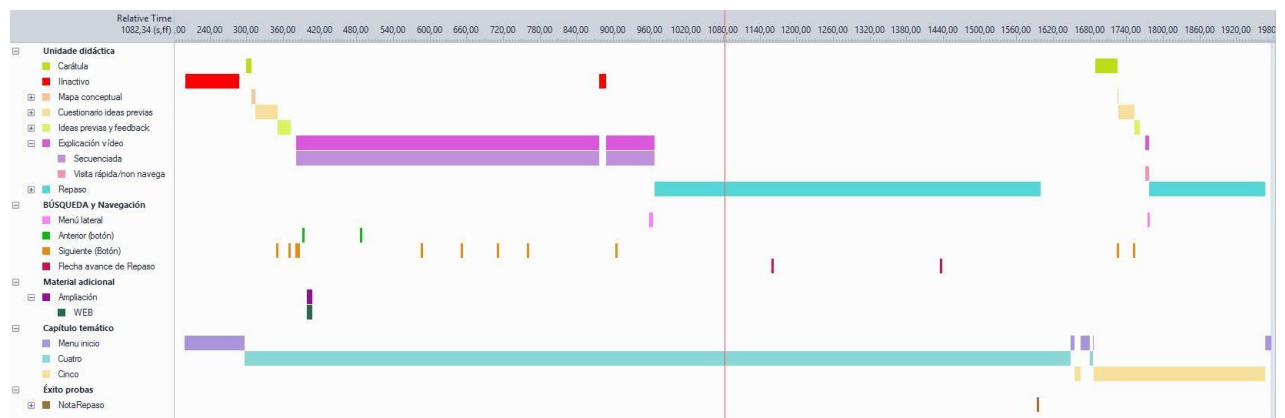 Relative Time
1082,34 (s,ff) ,00 240,00 300,00 360,00 420,00 480,00 540,00 600,00 660,00 720,00 780,00 840,00 900,00 960,00 1020,00 1080,00 1140,00 1200,00 1260,00 1320,00 1380,00 1440,00 1500,00 1560,00 1620,00 1680,00 1740,00 1800,00 1860,00 1920,00 1980
Unidade didáctica
Carátula
IInactivo
Mapa conceptual
Cuestionario ideas previas
Ideas previas y feedback
Explicación vídeo
Secuenciada
Visita rápida/non navega
Repaso
BÚSQUEDA y Navegación
Menú lateral
Anterior (botón)
Siguiente (Botón)
Flecha avance de Repaso
Material adicional
Ampliación
WEB
Capítulo temático
Menu inicio
Cuatro
Cinco
Éxito probas
NotaRepaso